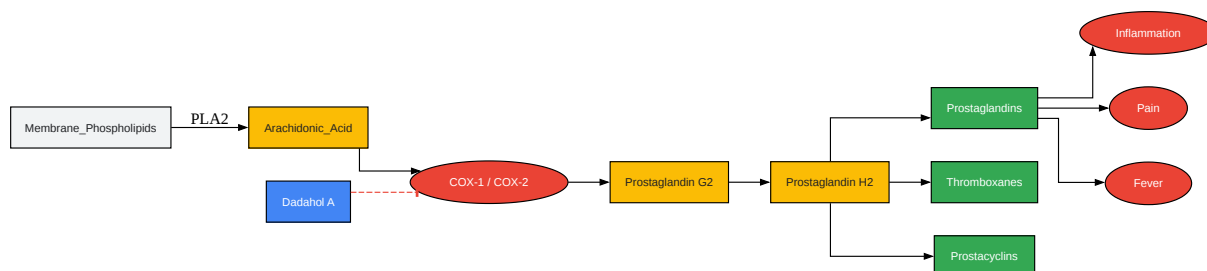 Membrane_Phospholipids
PLA2
Arachidonic_Acid
Dadahol A
COX-1 / COX-2
Prostaglandin G2
Prostaglandin H2
Prostaglandins
Thromboxanes
Prostacyclins
Inflammation
Pain
Fever